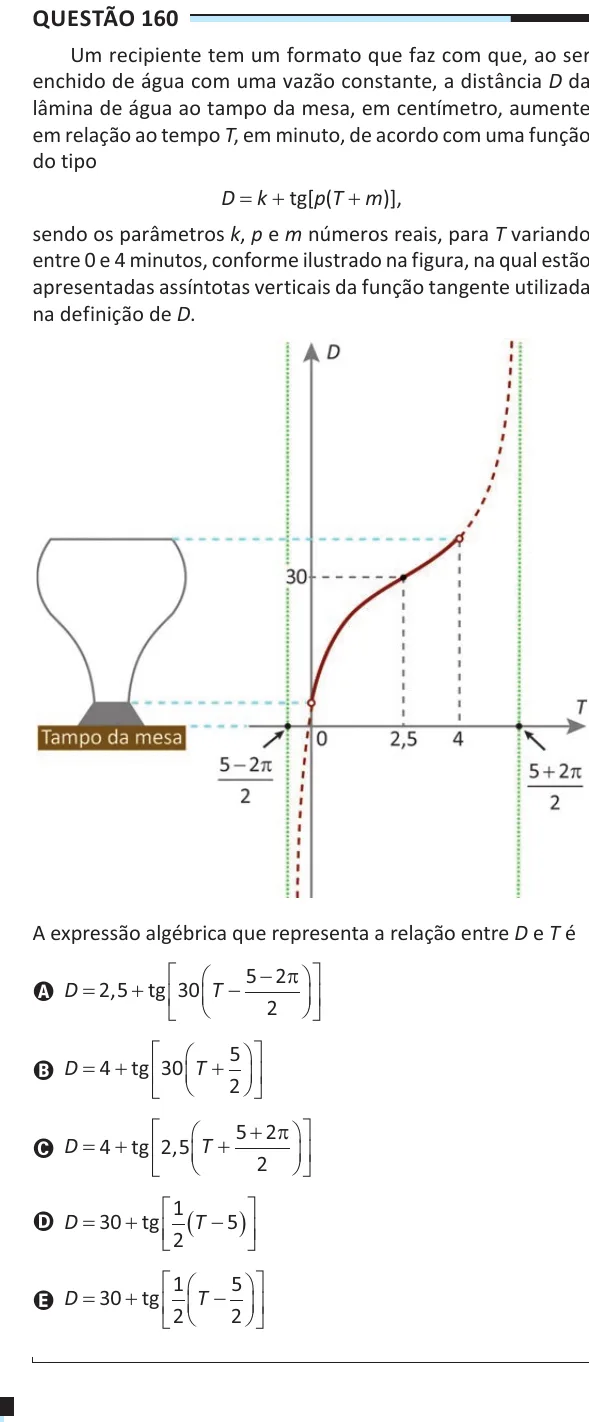 QUESTÃO 160
Um recipiente tem um formato que faz com que, ao ser
enchido de água com uma vazão constante, a distância D da
lâmina de água ao tampo da mesa, em centímetro, aumente
em relação ao tempo T, em minuto, de acordo com uma função
do tipo
D = k + tg[p(T + m)],
sendo os parâmetros k, p e m números reais, para T variando
entre 0 e 4 minutos, conforme ilustrado na figura, na qual estão
apresentadas assíntotas verticais da função tangente utilizada
na definição de D.
D
30
T
Tampo da mesa
0 2,5 4
5 − 2π
2
5 + 2π
2
A expressão algébrica que representa a relação entre D e T é
A D = 2,5 + tg[30(T − (5 − 2π)/2)]
B D = 4 + tg[30(T + 5/2)]
C D = 4 + tg[2,5(T + (5 + 2π)/2)]
D D = 30 + tg[1/2(T − 5)]
E D = 30 + tg[1/2(T − 5/2)]